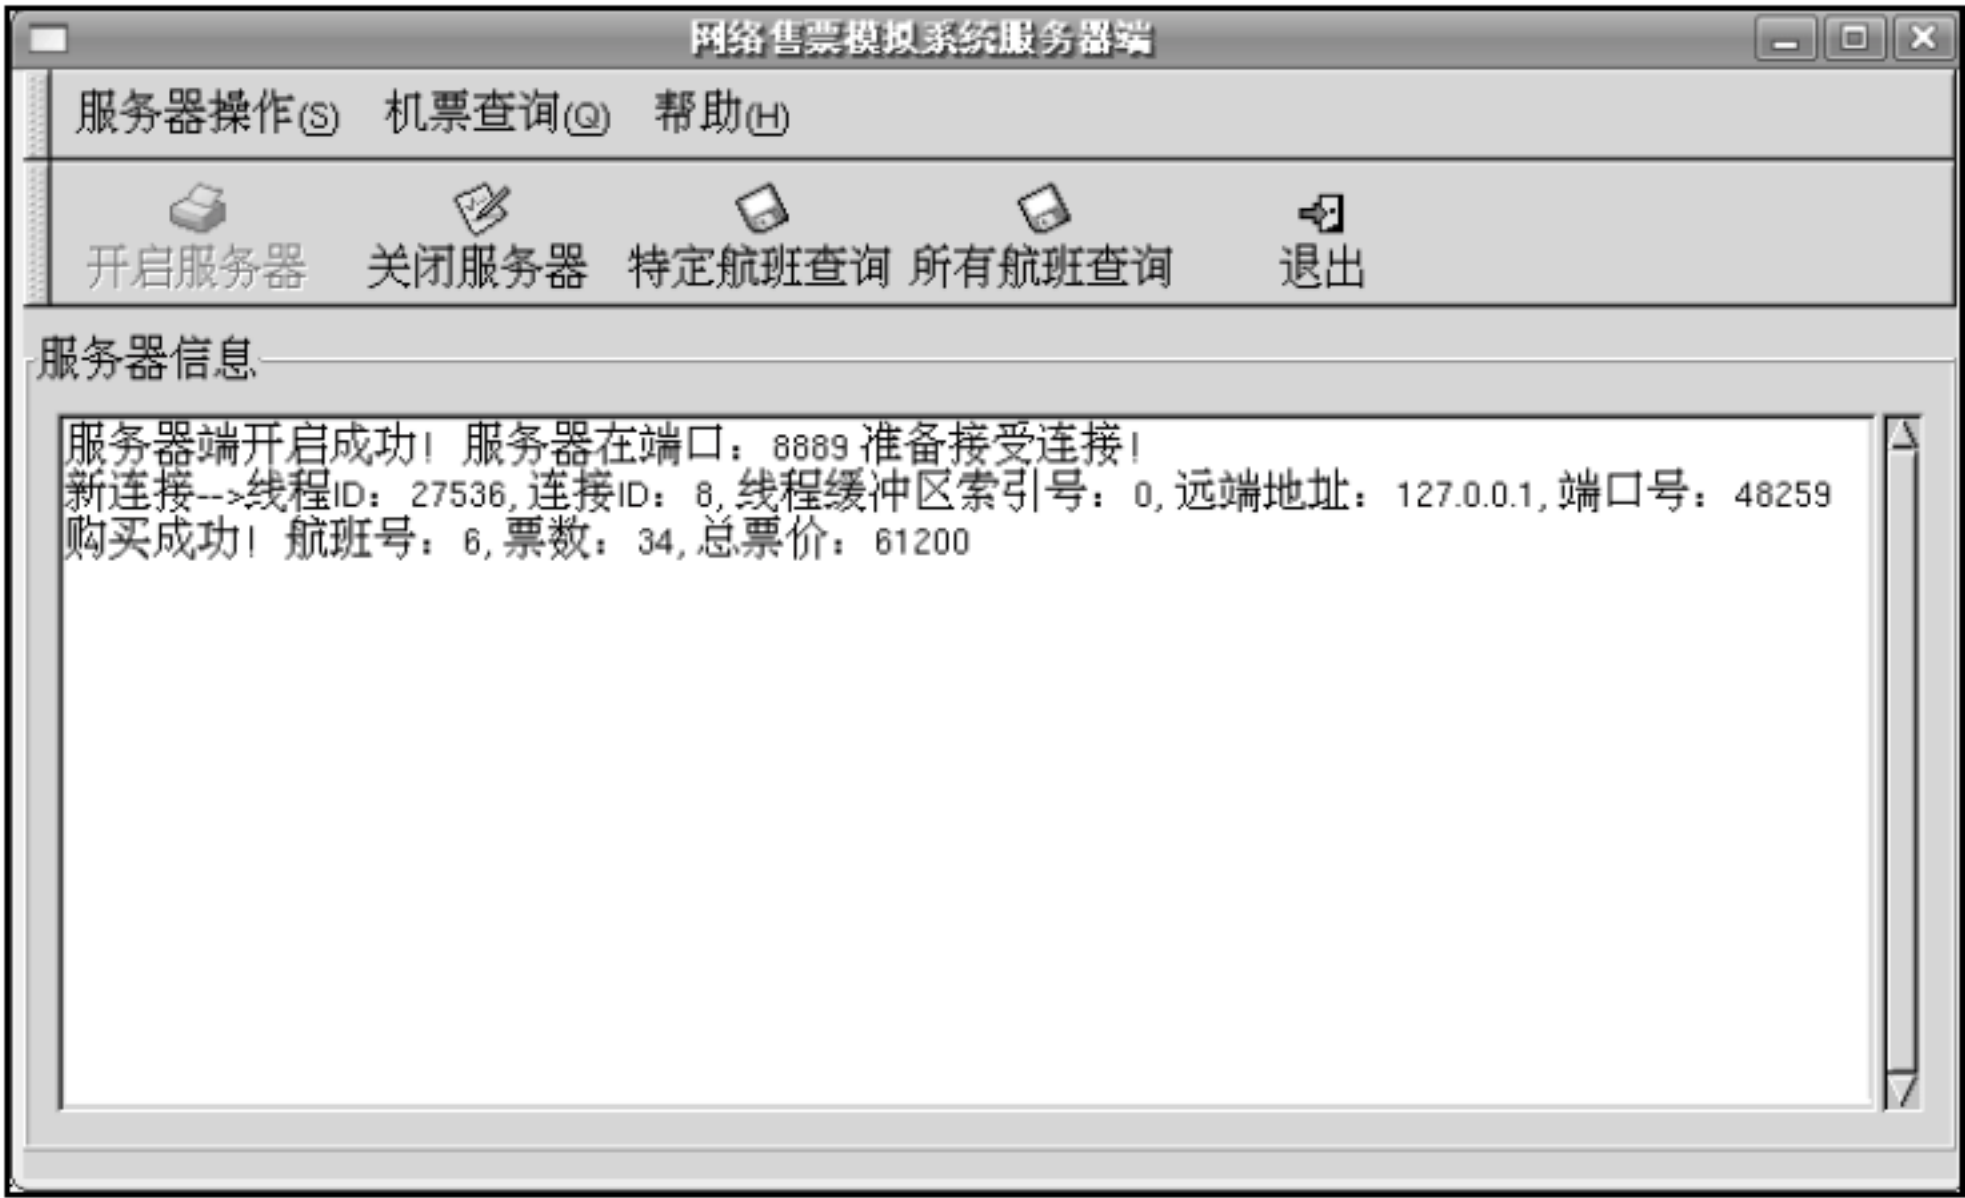 网络售票模拟系统服务器端
服务器操作(S) 机票查询(Q) 帮助(H)
开启服务器 关闭服务器 特定航班查询 所有航班查询 退出
服务器信息
服务器端开启成功! 服务器在端口: 8889 准备接受连接!
新连接-->线程ID: 27536, 连接ID: 8, 线程缓冲区索引号: 0, 远端地址: 127.0.0.1, 端口号: 48259
购买成功! 航班号: 6, 票数: 34, 总票价: 61200